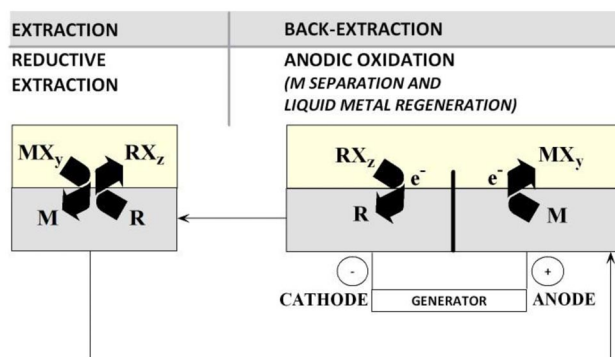 EXTRACTION
BACK-EXTRACTION
REDUCTIVE
EXTRACTION
ANODIC OXIDATION
(M SEPARATION AND
LIQUID METAL REGENERATION)
MXy RXz
M R
RXz e- e- MXy
R M
- +
CATHODE GENERATOR ANODE